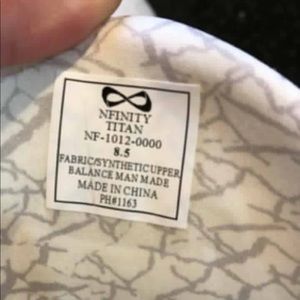 NFINITY
TITAN
NF-1012-0000
8.5
FABRIC/SYNTHETIC UPPER
BALANCE MAN MADE
MADE IN CHINA
PH#1163